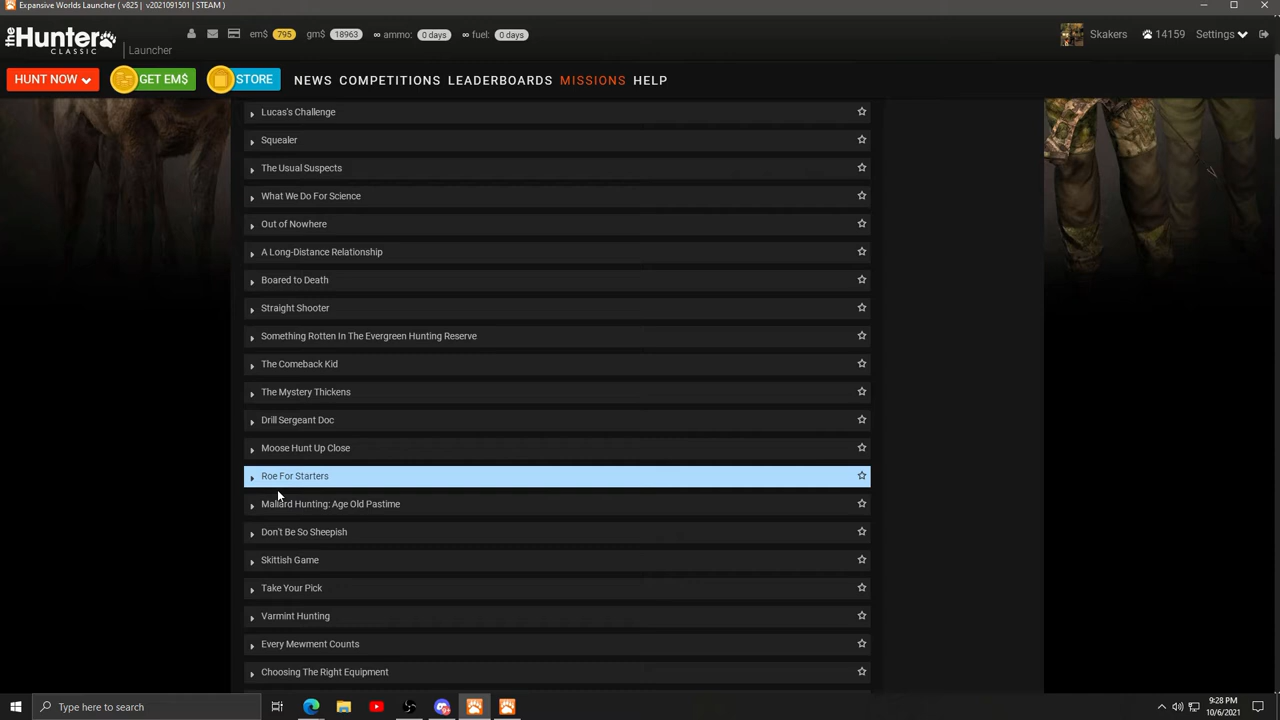 Expansive Worlds Launcher ( v825 | v2021091501 | STEAM )
theHunter CLASSIC | Launcher
em$ 795 gm$ 18963 ∞ ammo: 0 days ∞ fuel: 0 days
Skakers 14159 Settings
HUNT NOW GET EM$ STORE NEWS COMPETITIONS LEADERBOARDS MISSIONS HELP
Lucas's Challenge
Squealer
The Usual Suspects
What We Do For Science
Out of Nowhere
A Long-Distance Relationship
Boared to Death
Straight Shooter
Something Rotten In The Evergreen Hunting Reserve
The Comeback Kid
The Mystery Thickens
Drill Sergeant Doc
Moose Hunt Up Close
Roe For Starters
Mallard Hunting: Age Old Pastime
Don't Be So Sheepish
Skittish Game
Take Your Pick
Varmint Hunting
Every Mewment Counts
Choosing The Right Equipment
Type here to search
9:28 PM
10/6/2021